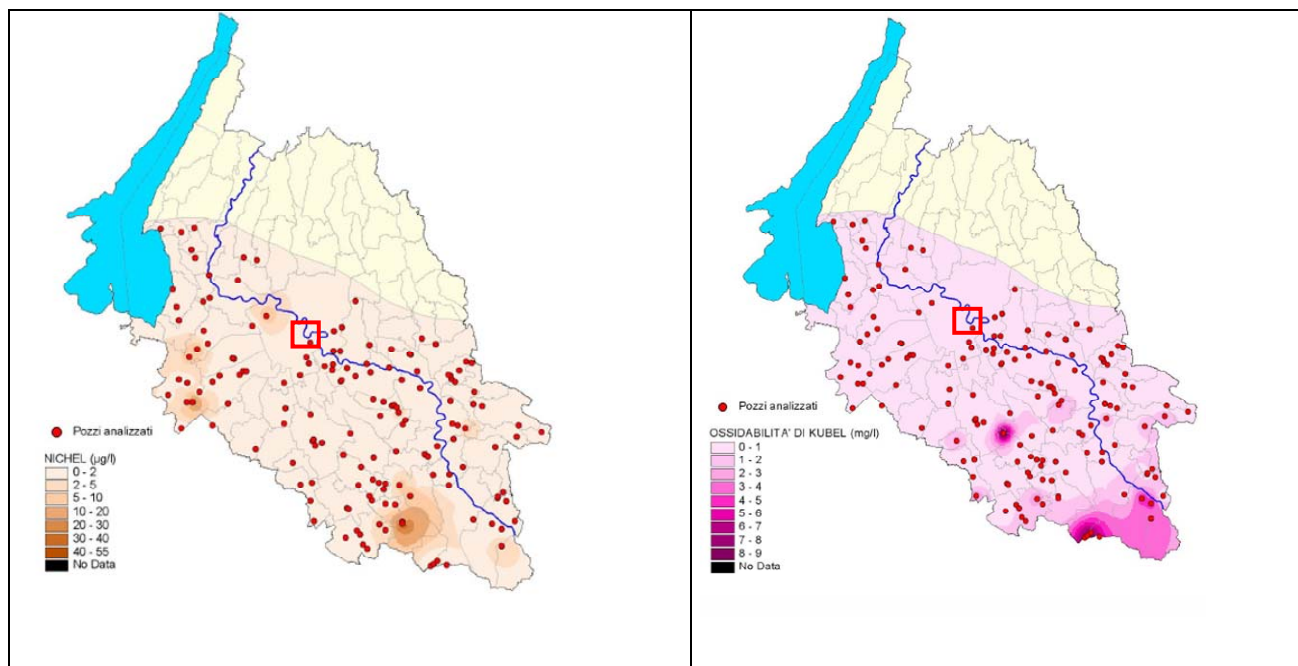 Pozzi analizzati
NICHEL (µg/l)
0 - 2
2 - 5
5 - 10
10 - 20
20 - 30
30 - 40
40 - 55
No Data
Pozzi analizzati
OSSIDABILITA' DI KUBEL (mg/l)
0 - 1
1 - 2
2 - 3
3 - 4
4 - 5
5 - 6
6 - 7
7 - 8
8 - 9
No Data